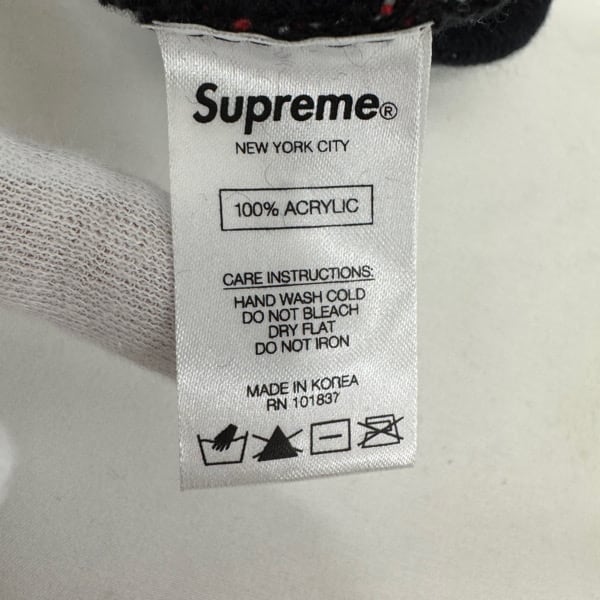 Supreme®
NEW YORK CITY
100% ACRYLIC
CARE INSTRUCTIONS:
HAND WASH COLD
DO NOT BLEACH
DRY FLAT
DO NOT IRON
MADE IN KOREA
RN 101837